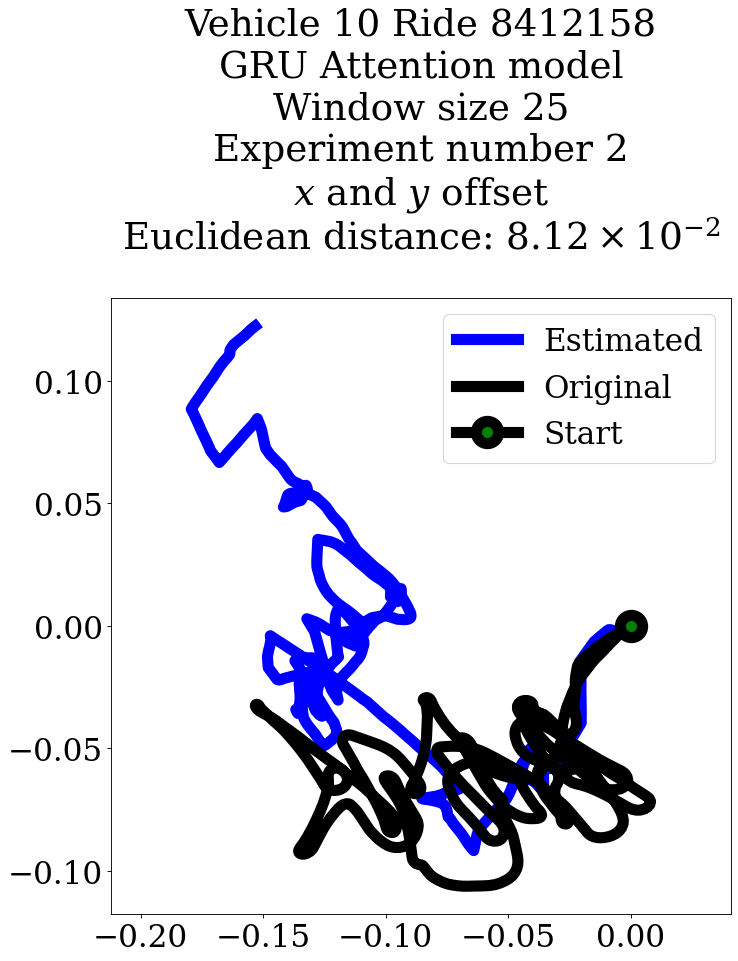 Vehicle 10 Ride 8412158
GRU Attention model
Window size 25
Experiment number 2
x and y offset
Euclidean distance: 8.12 × 10⁻²
Estimated
Original
Start
0.10
0.05
0.00
−0.05
−0.10
−0.20 −0.15 −0.10 −0.05 0.00